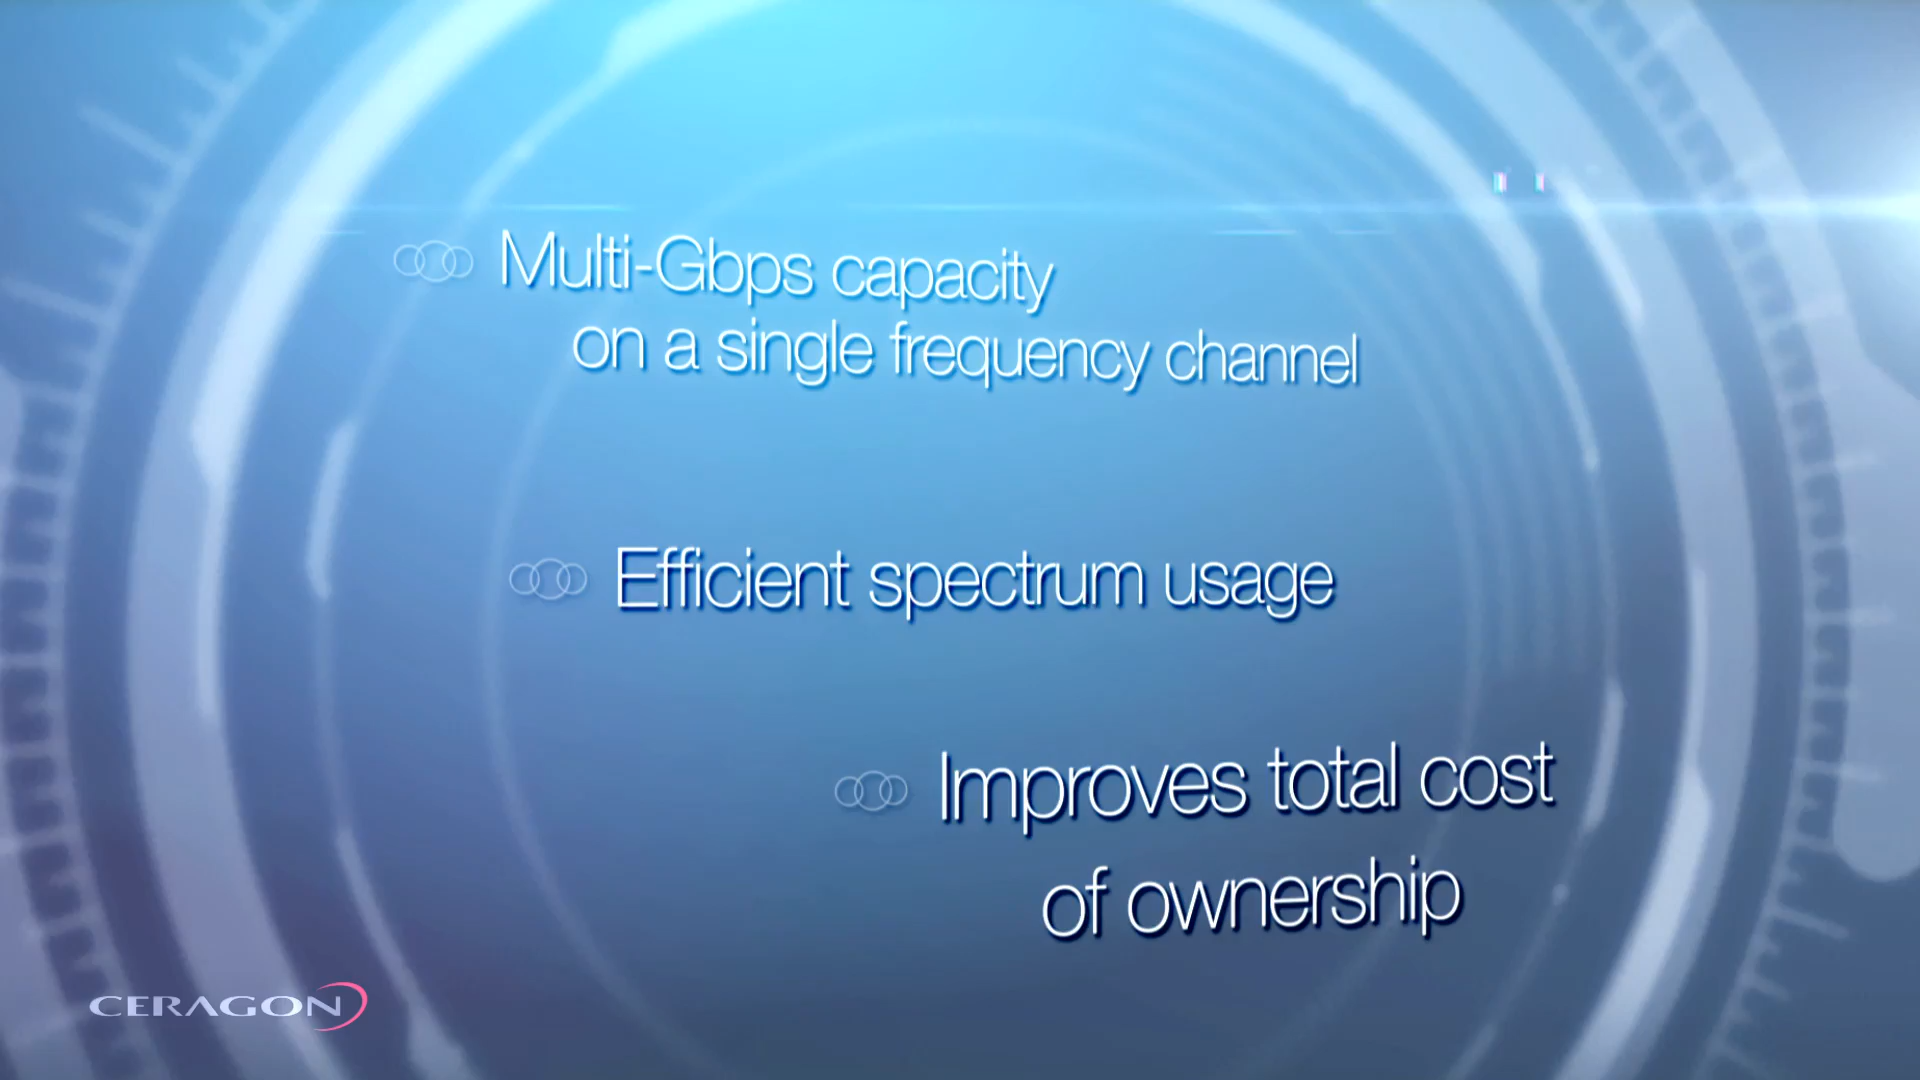 Multi-Gbps capacity
on a single frequency channel
Efficient spectrum usage
Improves total cost
of ownership
CERAGON